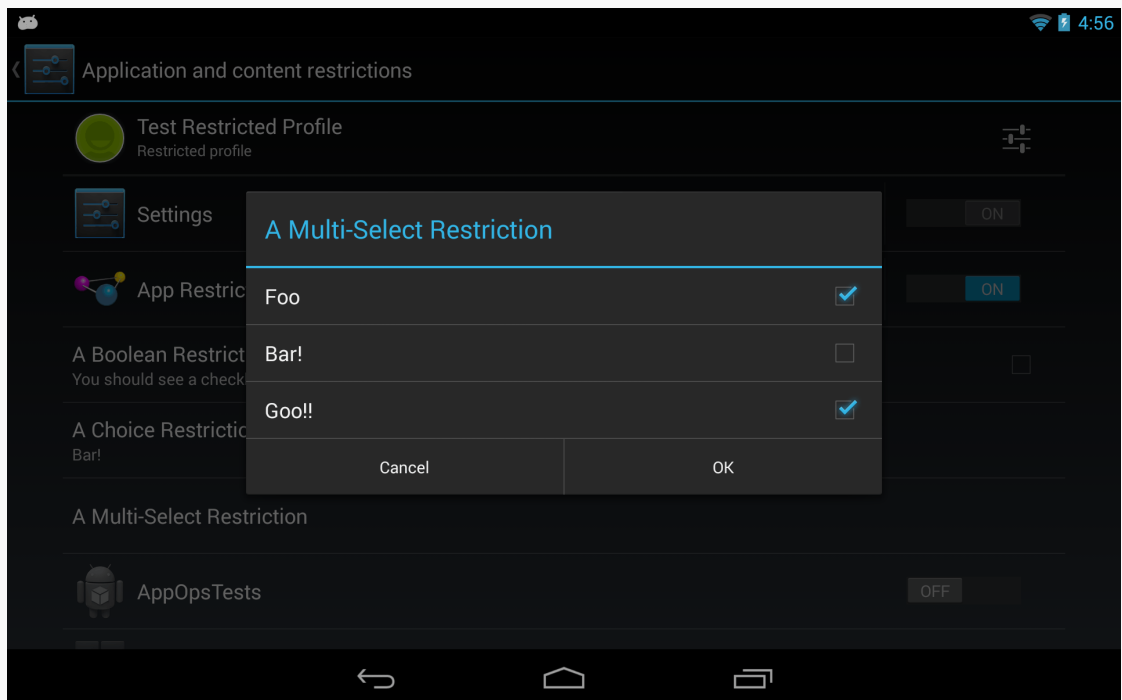 4:56
Application and content restrictions
Test Restricted Profile
Restricted profile
Settings
ON
A Multi-Select Restriction
App Restric
ON
Foo
A Boolean Restrict
You should see a check
Bar!
A Choice Restrictio
Bar!
Goo!!
Cancel
OK
A Multi-Select Restriction
AppOpsTests
OFF